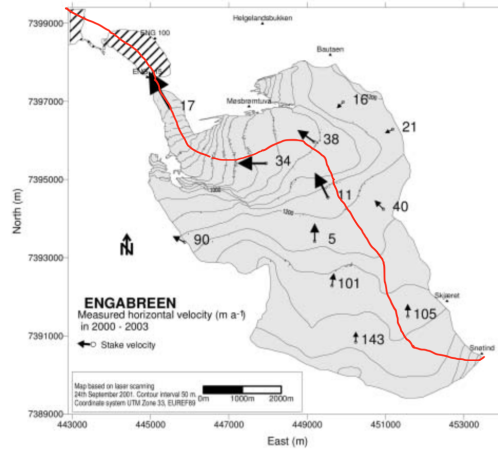 7399000
7397000
7395000
7393000
7391000
7389000
North (m)
443000
445000
447000
449000
451000
453000
East (m)
Helgelandsbukken
ENG 100
Bautaen
Møsbremtuva
17
16
21
38
34
11
40
90
5
101
105
143
Skjæret
Snøtind
N
ENGABREEN
Measured horizontal velocity (m a-1)
in 2000 - 2003
Stake velocity
Map based on laser scanning
24th September 2001. Contour interval 50 m.
Coordinate system UTM Zone 33, EUREF89
0 1000m 2000m